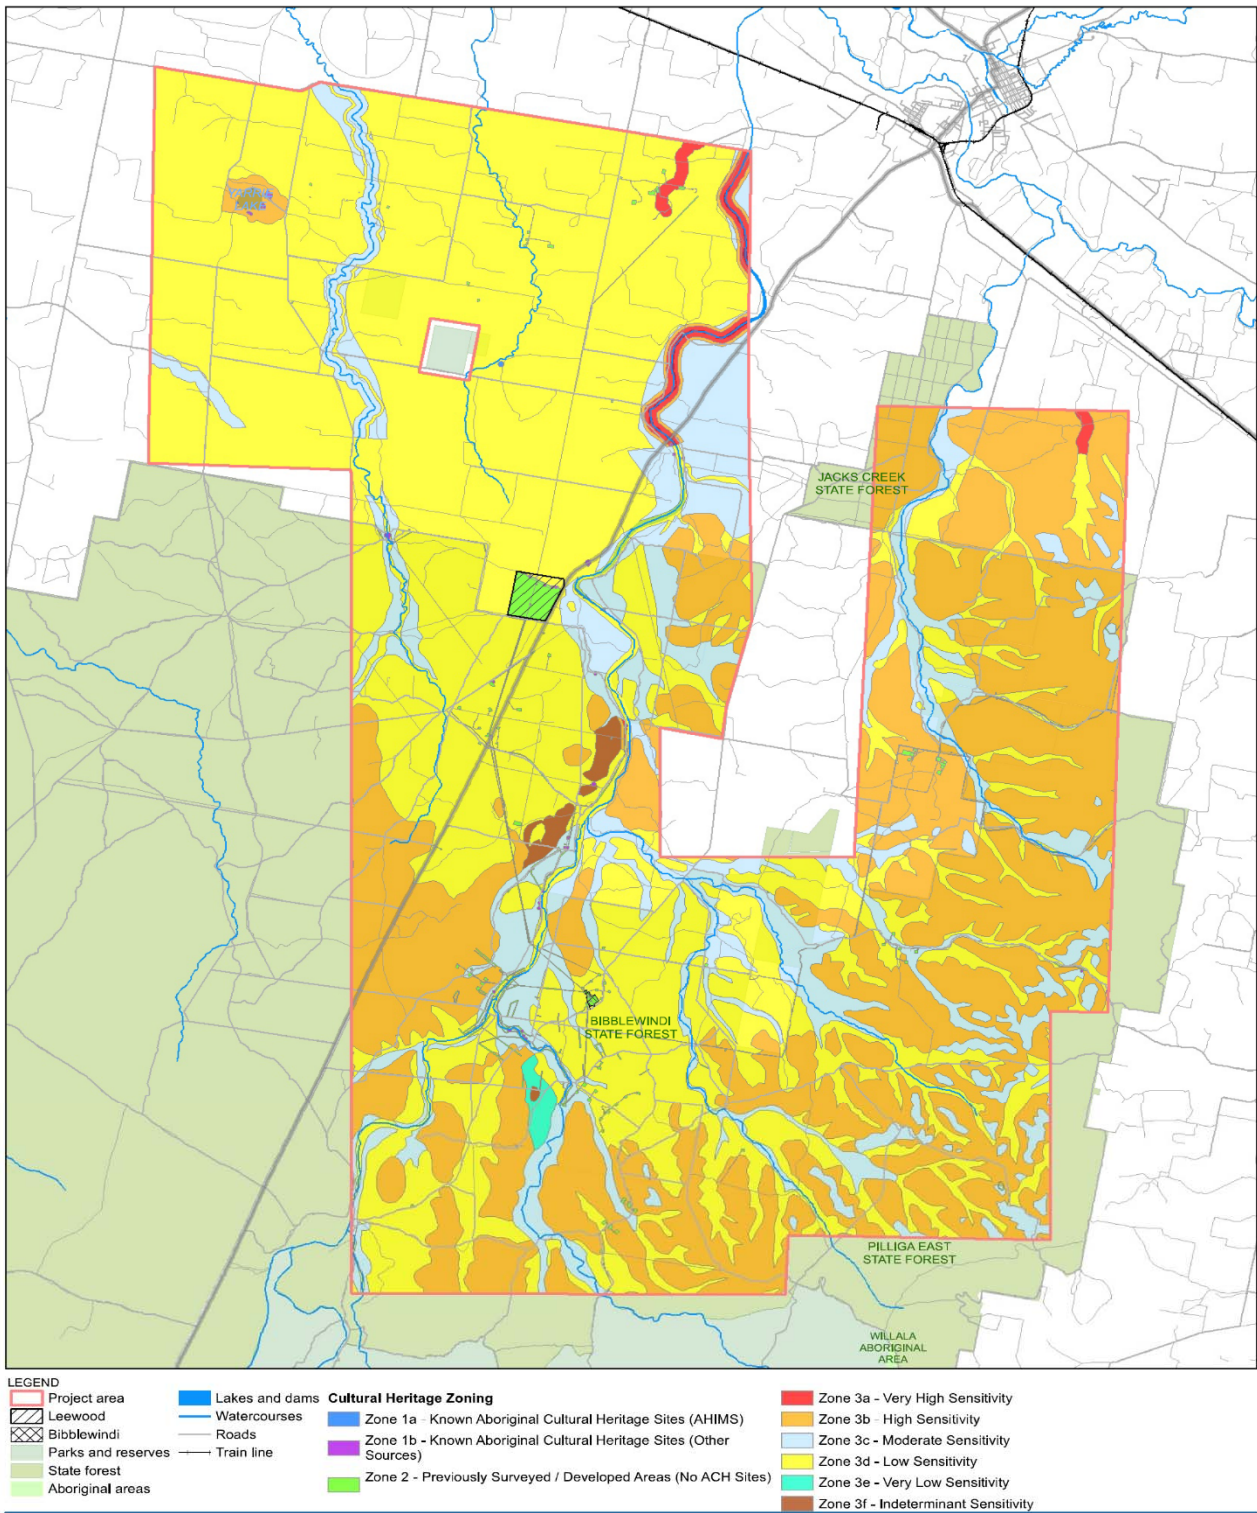 YARRIE
LAKE
JACKS CREEK
STATE FOREST
BIBBLEWINDI
STATE FOREST
PILLIGA EAST
STATE FOREST
WILLALA
ABORIGINAL
AREA
LEGEND
Project area
Leewood
Bibblewindi
Parks and reserves
State forest
Aboriginal areas
Lakes and dams
Watercourses
Roads
Train line
Cultural Heritage Zoning
Zone 1a - Known Aboriginal Cultural Heritage Sites (AHIMS)
Zone 1b - Known Aboriginal Cultural Heritage Sites (Other
Sources)
Zone 2 - Previously Surveyed / Developed Areas (No ACH Sites)
Zone 3a - Very High Sensitivity
Zone 3b - High Sensitivity
Zone 3c - Moderate Sensitivity
Zone 3d - Low Sensitivity
Zone 3e - Very Low Sensitivity
Zone 3f - Indeterminant Sensitivity